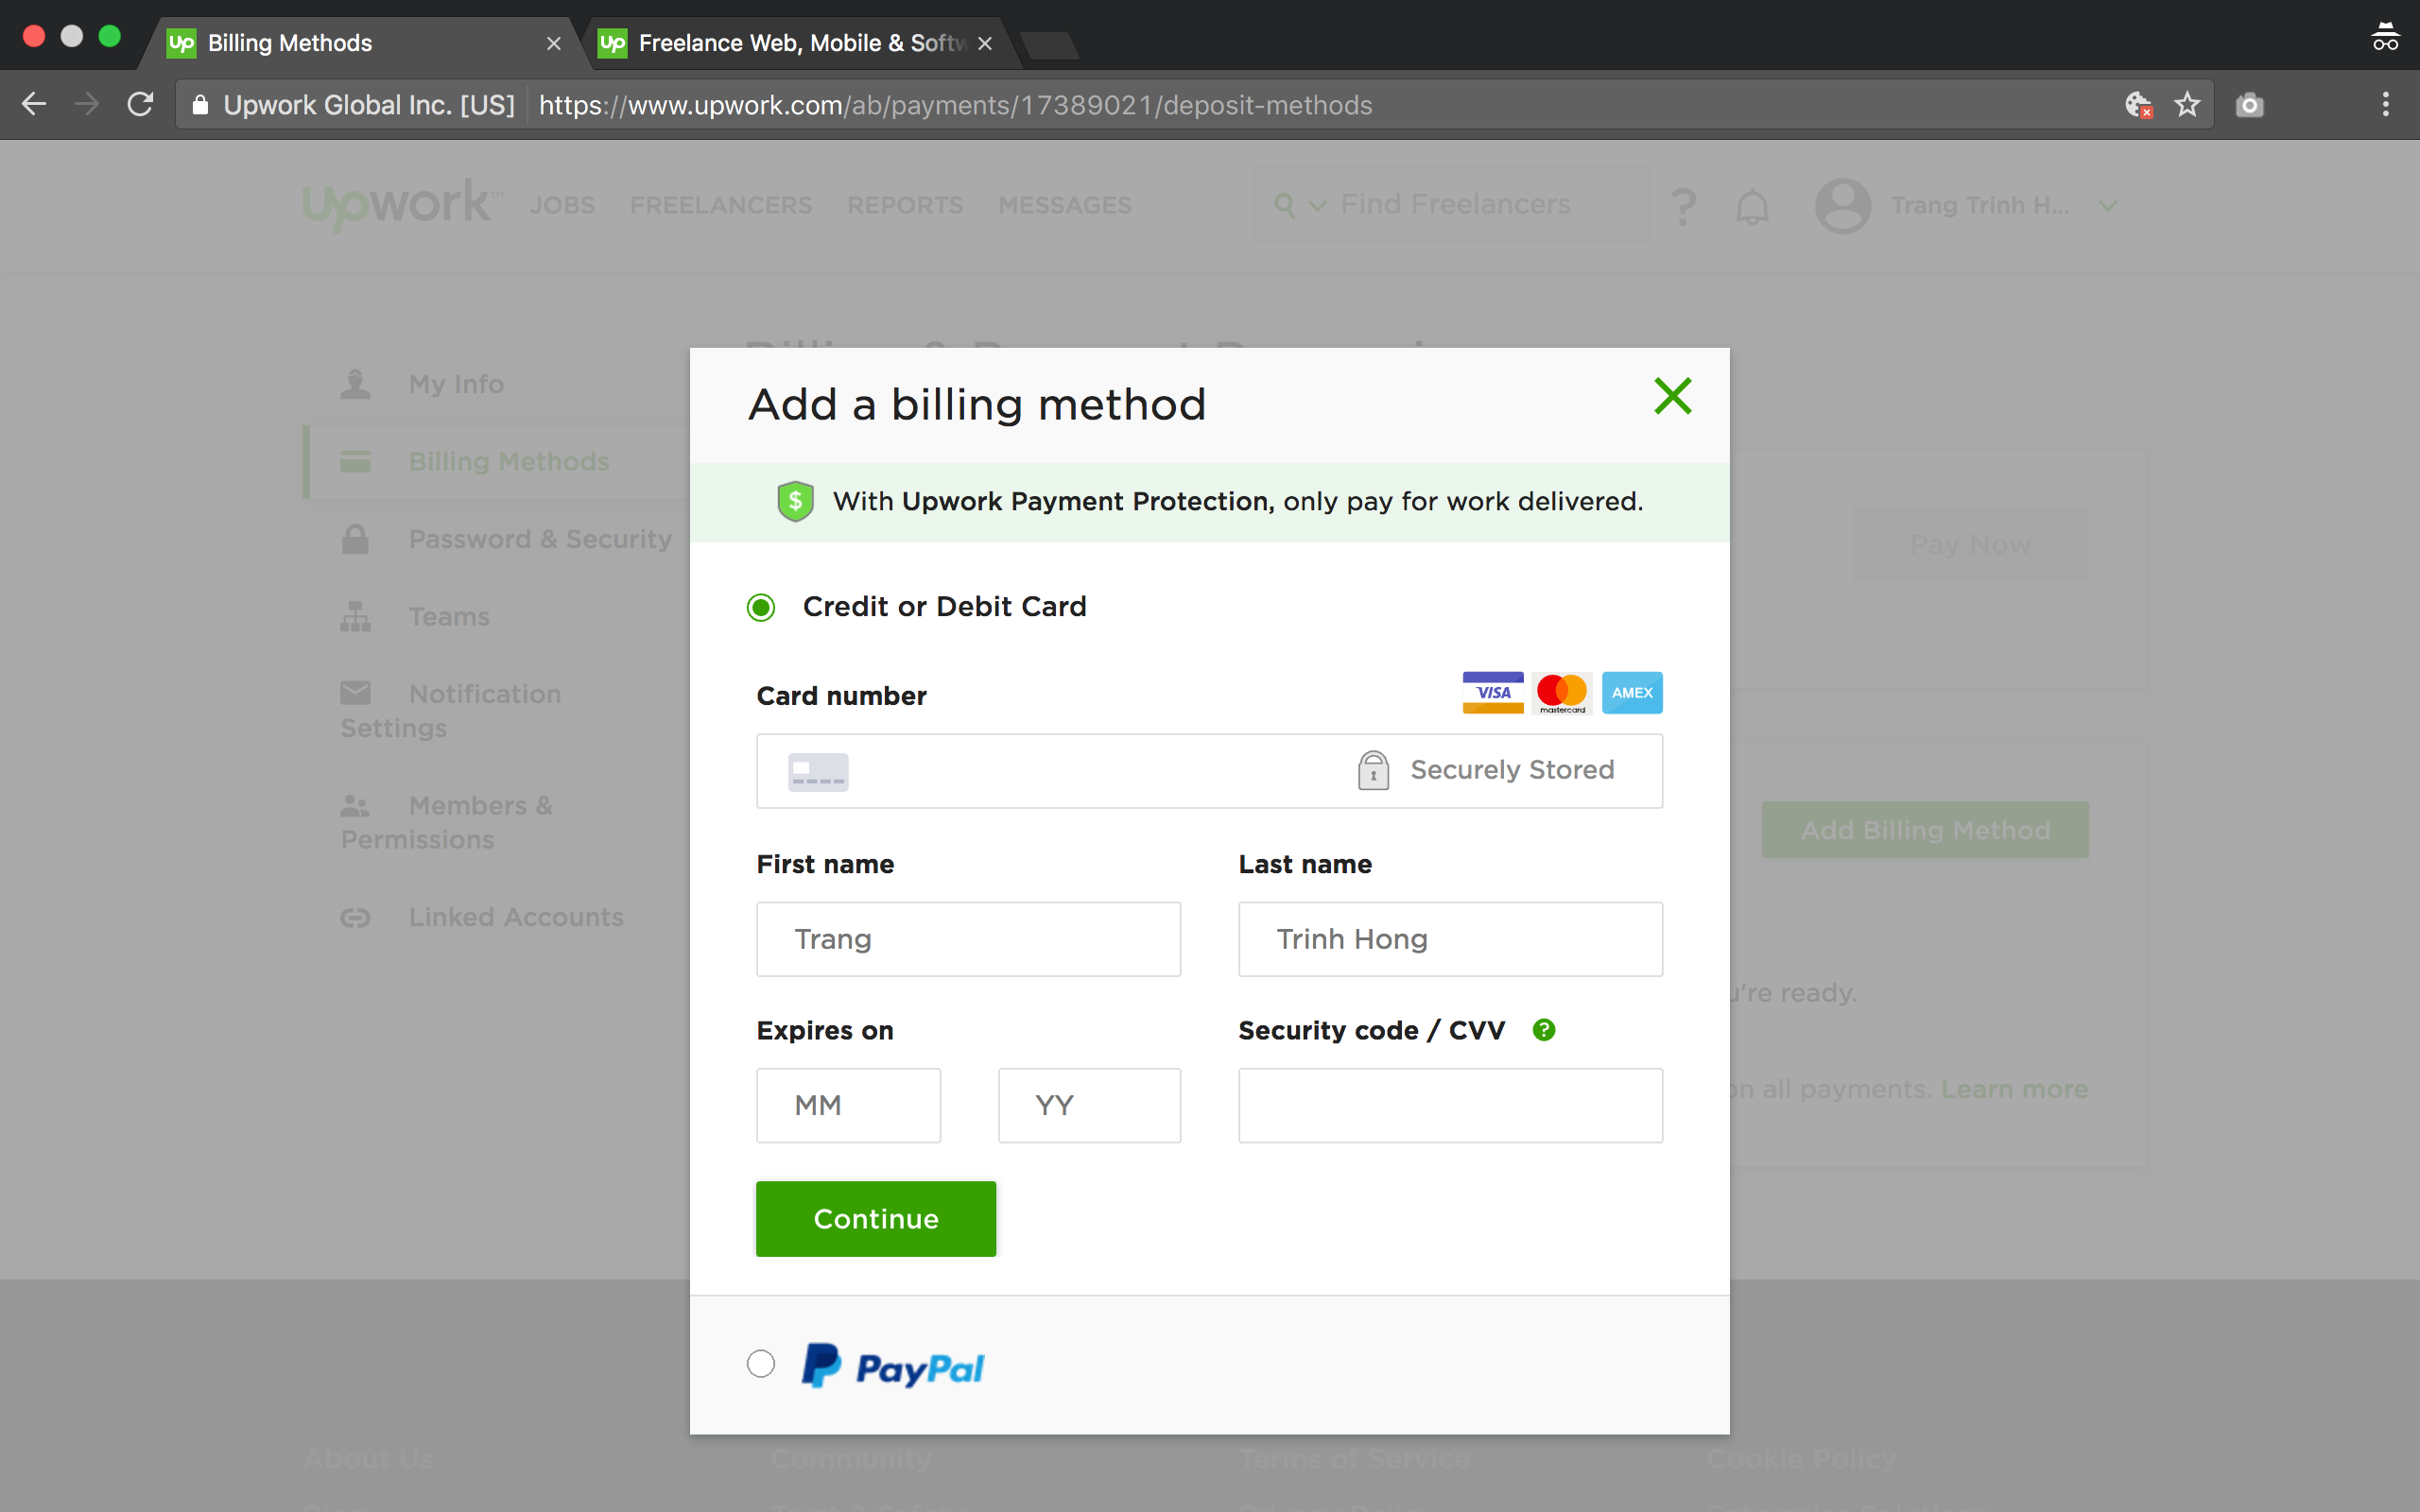 Billing Methods
Freelance Web, Mobile & Softw
Upwork Global Inc. [US] https://www.upwork.com/ab/payments/17389021/deposit-methods
upwork™ JOBS FREELANCERS REPORTS MESSAGES Find Freelancers ? Trang Trinh H...
My Info
Billing Methods
Password & Security
Teams
Notification
Settings
Members &
Permissions
Linked Accounts
Add a billing method
$ With Upwork Payment Protection, only pay for work delivered.
Credit or Debit Card
Card number VISA mastercard AMEX
Securely Stored
First name Last name
Trang Trinh Hong
Expires on Security code / CVV ?
MM YY
Continue
PayPal
Pay Now
Add Billing Method
're ready.
on all payments. Learn more
About Us Community Terms of Service Cookie Policy